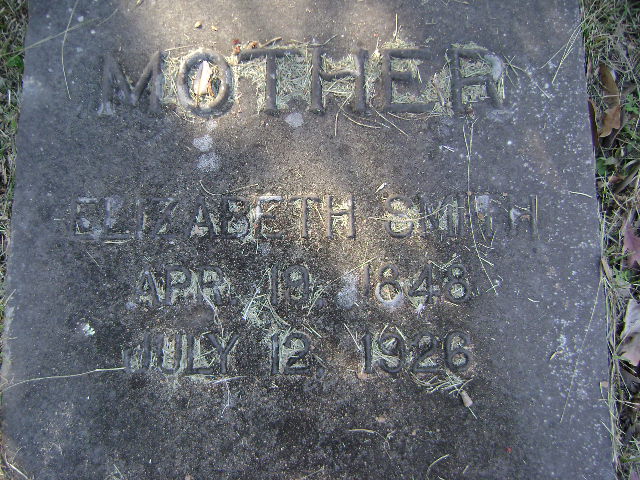 MOTHER
ELIZABETH SMITH
APR. 19 1848
JULY 12 1926